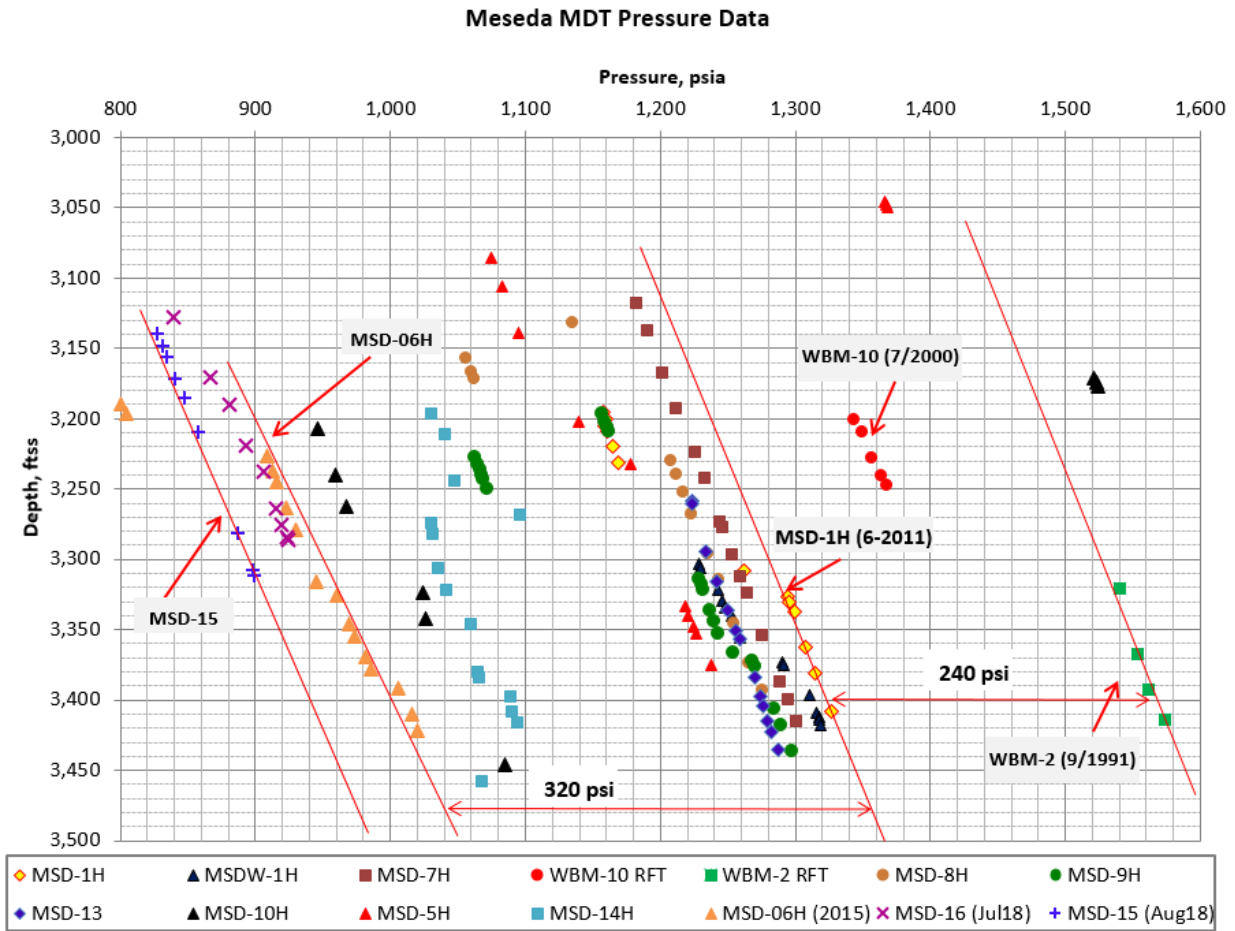 Meseda MDT Pressure Data
Pressure, psia
800 900 1,000 1,100 1,200 1,300 1,400 1,500 1,600
Depth, ftss
3,000
3,050
3,100
3,150
3,200
3,250
3,300
3,350
3,400
3,450
3,500
MSD-06H
WBM-10 (7/2000)
MSD-1H (6-2011)
MSD-15
240 psi
WBM-2 (9/1991)
320 psi
MSD-1H MSDW-1H MSD-7H WBM-10 RFT WBM-2 RFT MSD-8H MSD-9H
MSD-13 MSD-10H MSD-5H MSD-14H MSD-06H (2015) MSD-16 (Jul18) MSD-15 (Aug18)